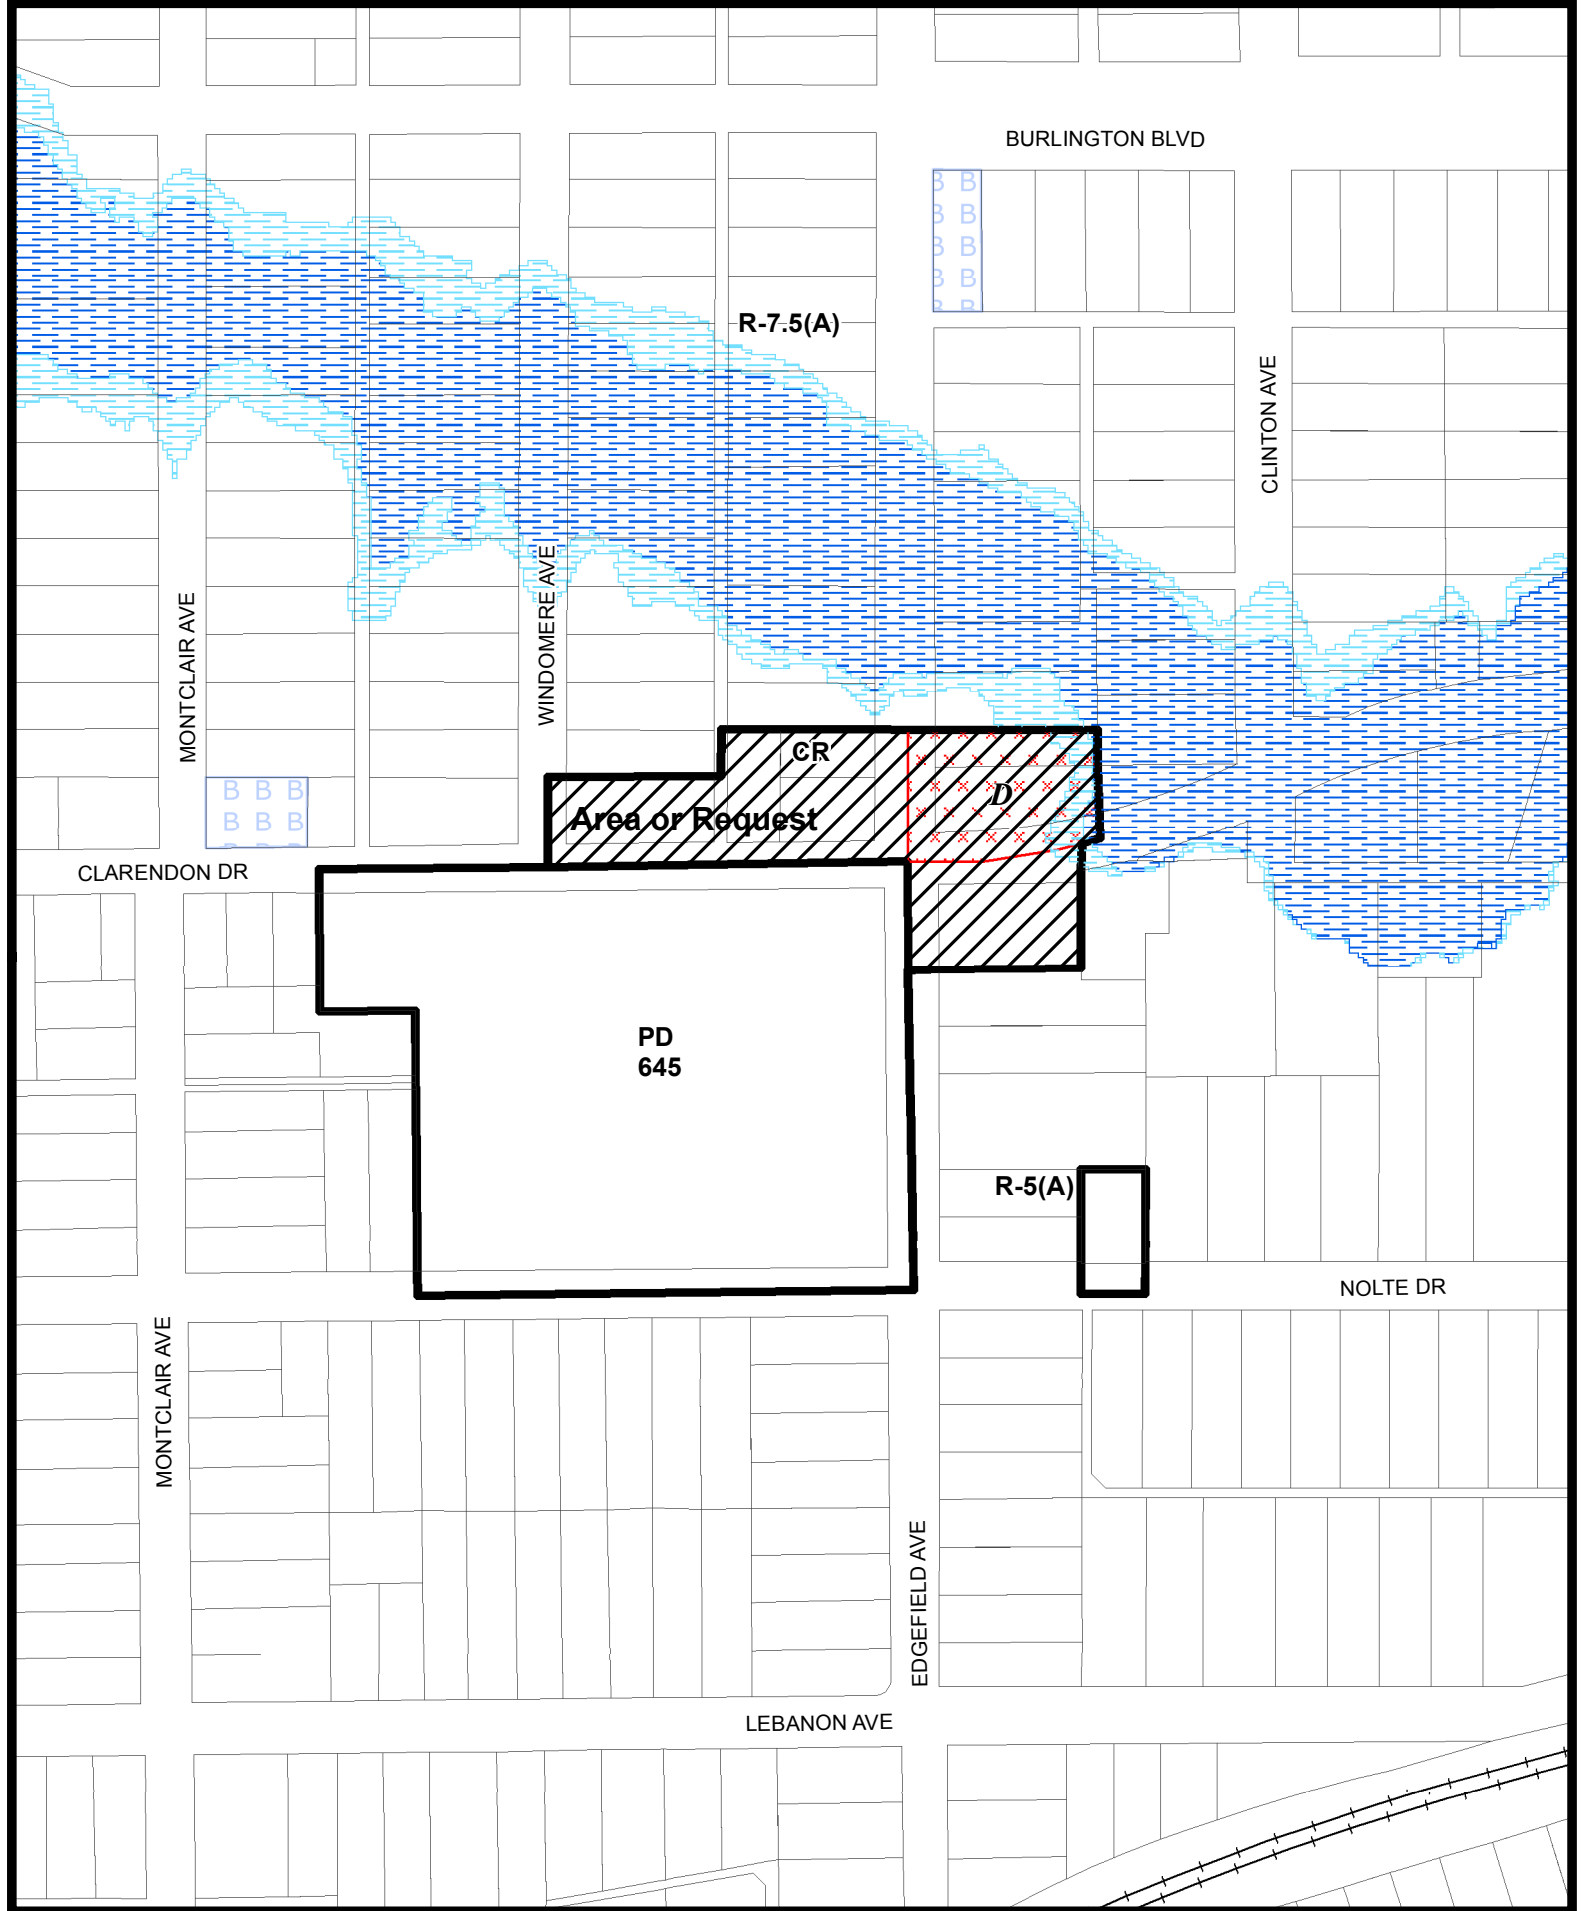 BURLINGTON BLVD
B B
B B
B B
B B
B B
R-7.5(A)
CLINTON AVE
WINDOMERE AVE
MONTCLAIR AVE
CR
D
Area or Request
B B B
B B B
CLARENDON DR
PD
645
R-5(A)
NOLTE DR
MONTCLAIR AVE
EDGEFIELD AVE
LEBANON AVE